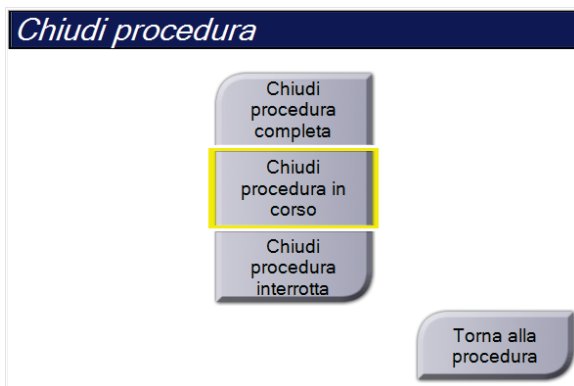 Chiudi procedura
Chiudi
procedura
completa
Chiudi
procedura in
corso
Chiudi
procedura
interrotta
Torna alla
procedura